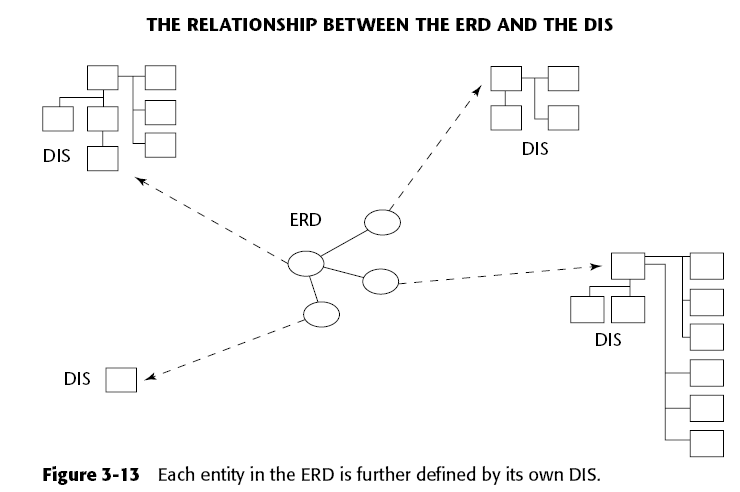 THE RELATIONSHIP BETWEEN THE ERD AND THE DIS
DIS
DIS
ERD
DIS
DIS
Figure 3-13 Each entity in the ERD is further defined by its own DIS.